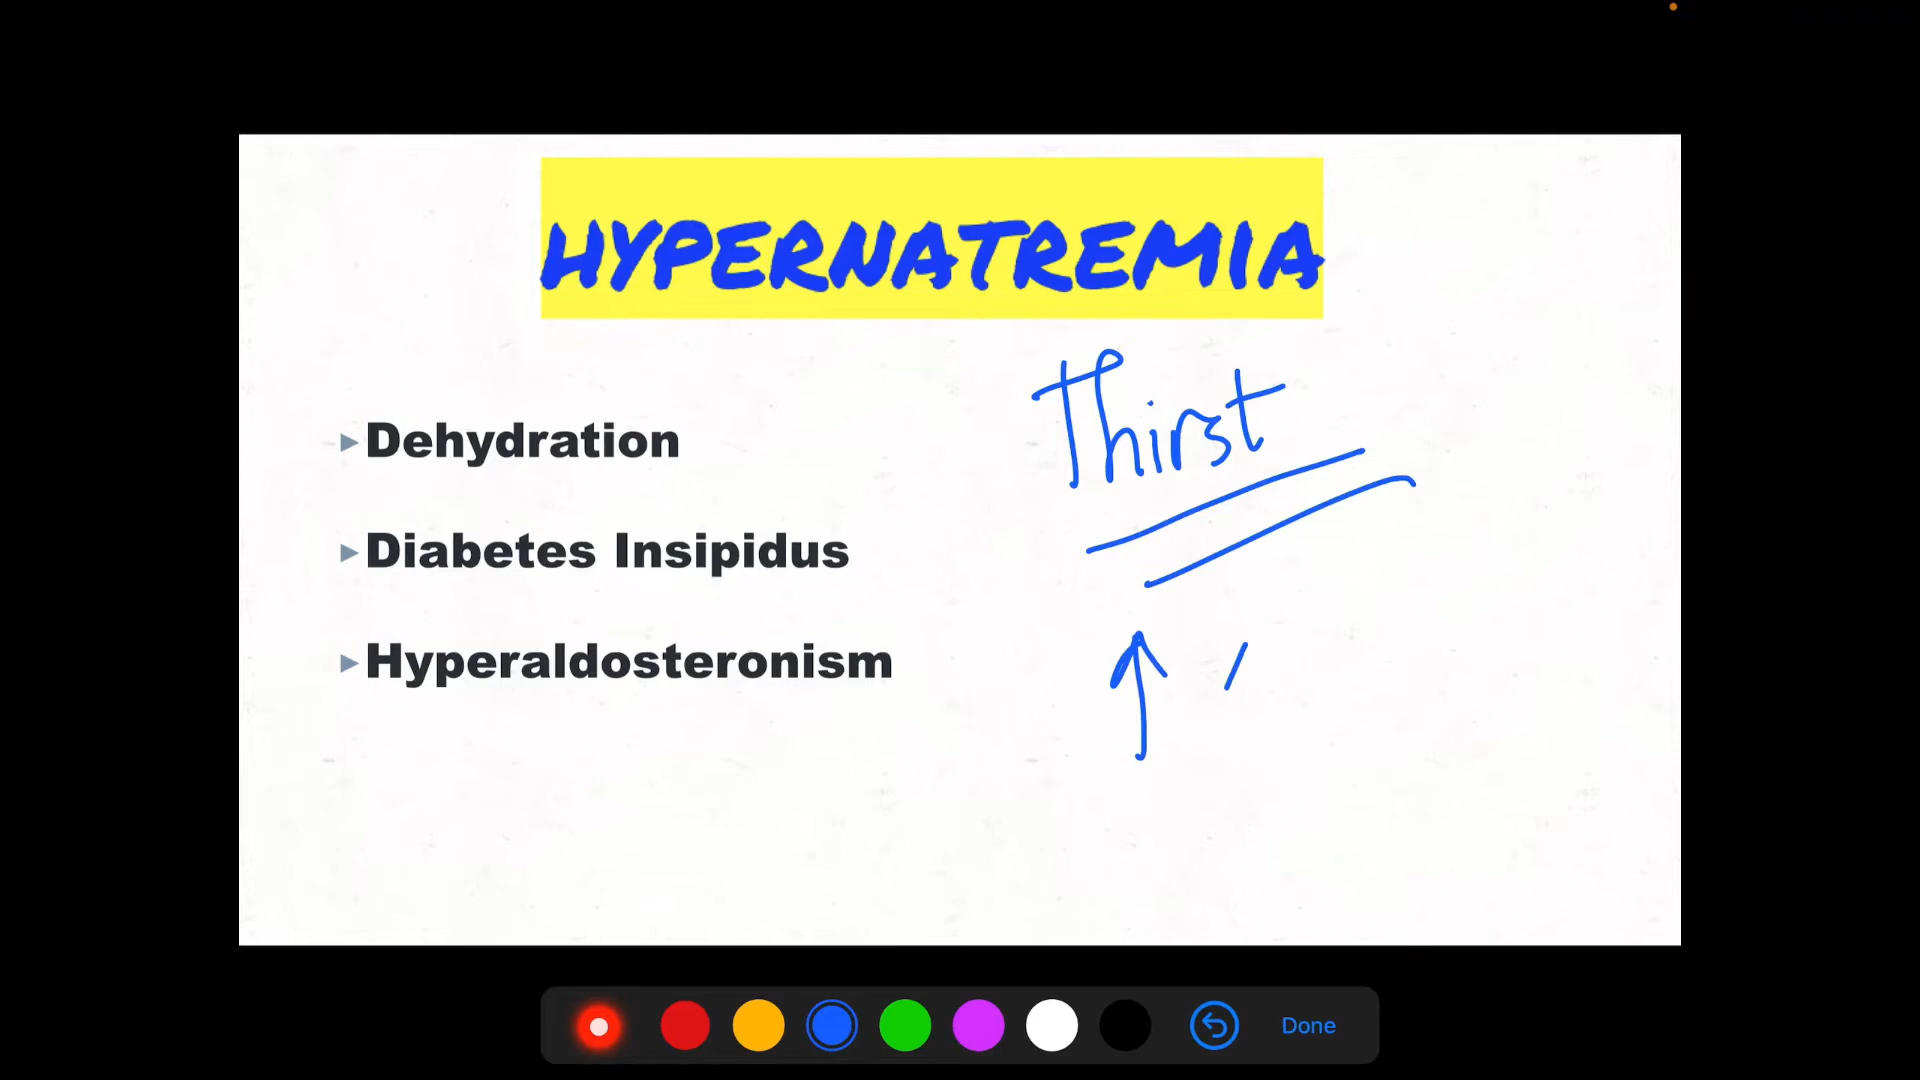 HYPERNATREMIA
Dehydration
Diabetes Insipidus
Hyperaldosteronism
Thirst
↑
Done